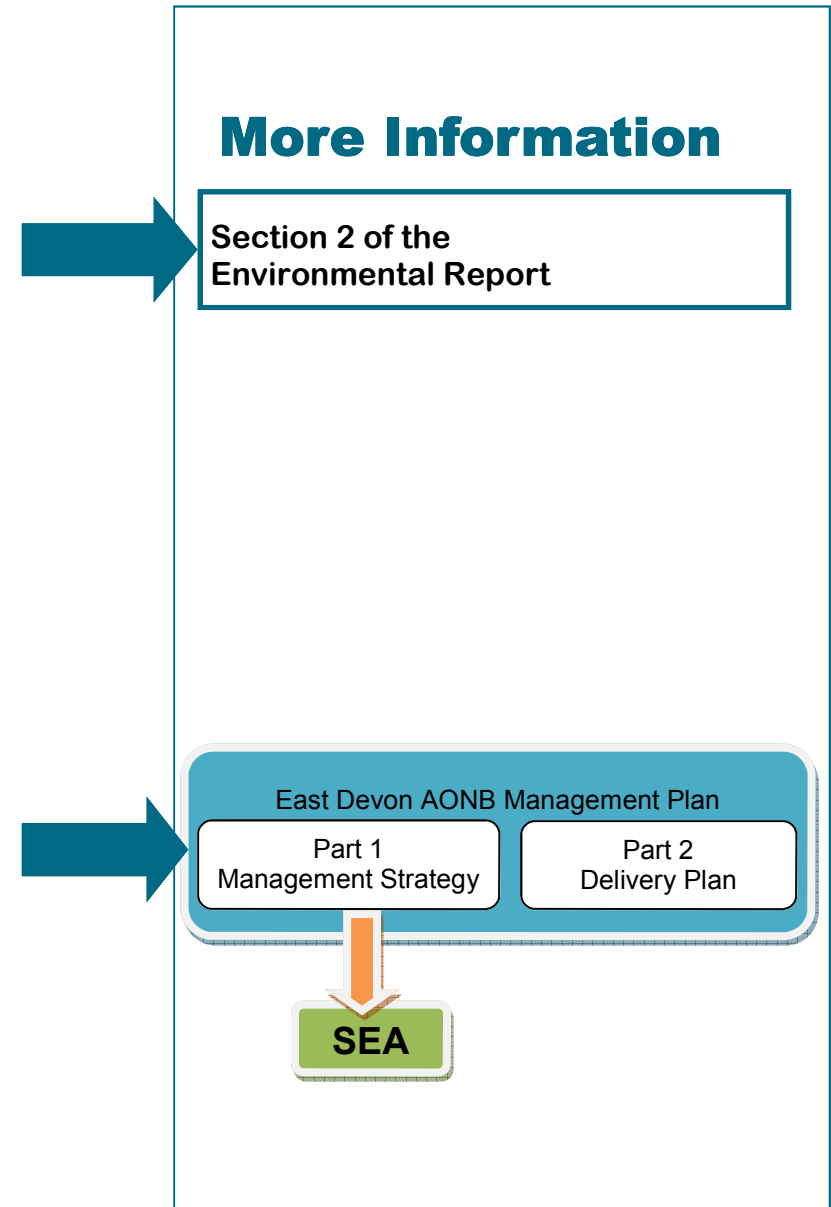 More Information
Section 2 of the
Environmental Report
East Devon AONB Management Plan
Part 1
Management Strategy
Part 2
Delivery Plan
SEA